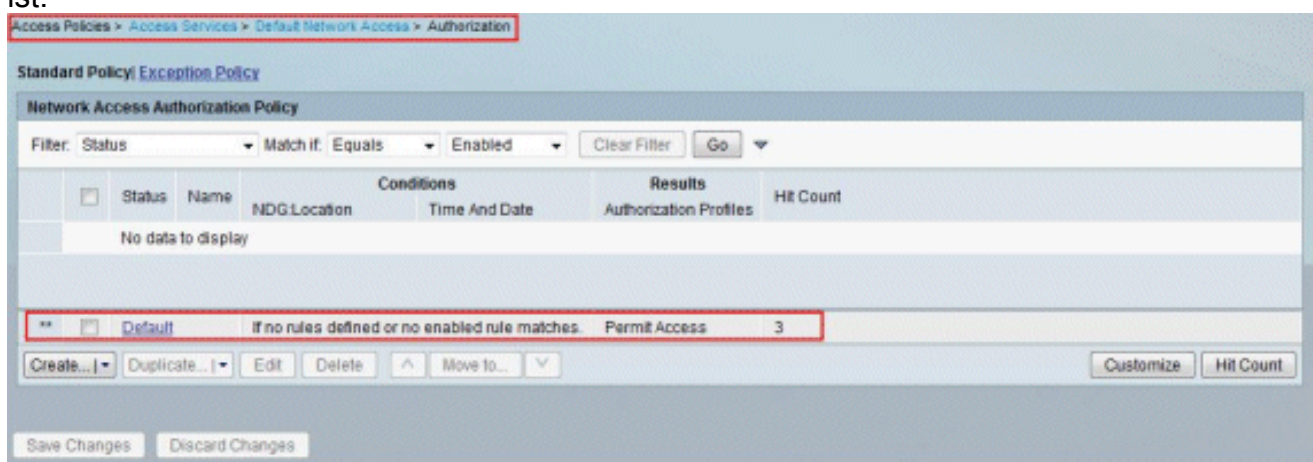 ist.
Access Policies > Access Services > Default Network Access > Authorization
Standard Policy| Exception Policy
Network Access Authorization Policy
Filter: Status Match if: Equals Enabled Clear Filter Go
Status Name Conditions Results Hit Count
NDG:Location Time And Date Authorization Profiles
No data to display
** Default If no rules defined or no enabled rule matches. Permit Access 3
Create... | Duplicate... | Edit Delete ^ Move to... Customize Hit Count
Save Changes Discard Changes